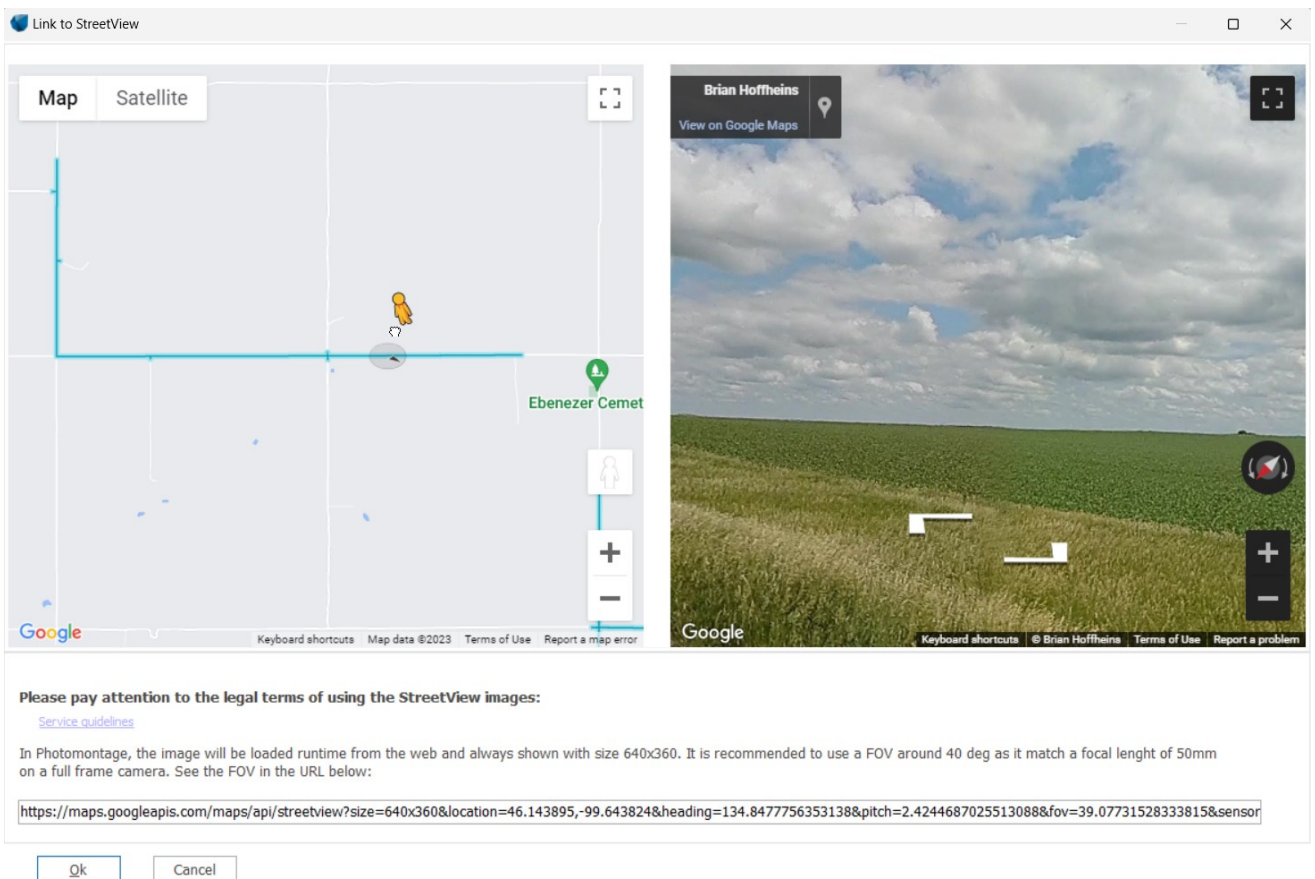 Link to StreetView
Map Satellite
Ebenezer Cemet
Google
Keyboard shortcuts Map data ©2023 Terms of Use Report a map error
Brian Hoffheins
View on Google Maps
Google
Keyboard shortcuts © Brian Hoffheins Terms of Use Report a problem
Please pay attention to the legal terms of using the StreetView images:
Service guidelines
In Photomontage, the image will be loaded runtime from the web and always shown with size 640x360. It is recommended to use a FOV around 40 deg as it match a focal lenght of 50mm
on a full frame camera. See the FOV in the URL below:
https://maps.googleapis.com/maps/api/streetview?size=640x360&location=46.143895,-99.643824&heading=134.8477756353138&pitch=2.4244687025513088&fov=39.07731528333815&sensor
Ok Cancel